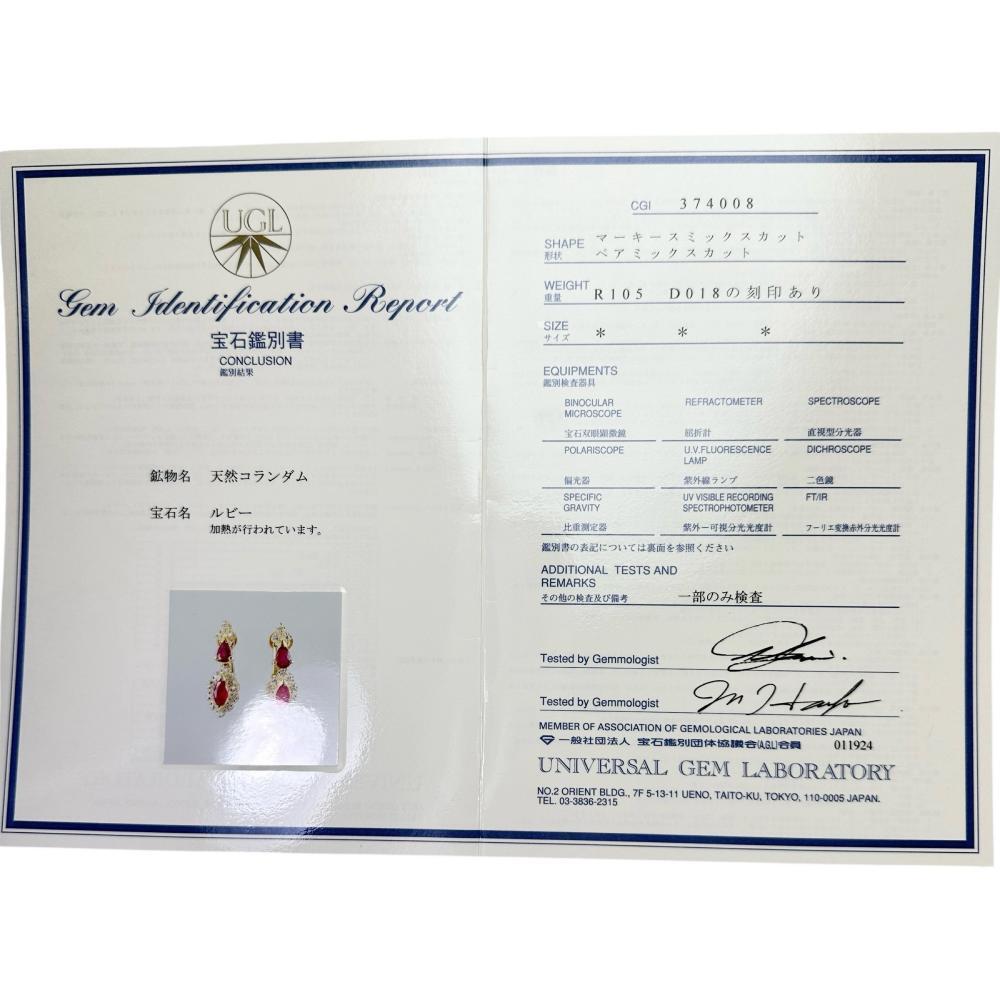 UGL
Gem Identification Report
宝石鑑別書
CONCLUSION
鑑別結果
鉱物名 天然コランダム
宝石名 ルビー
加熱が行われています。
CGI 374008
SHAPE マーキースミックスカット
形状 ペアミックスカット
WEIGHT
重量 R105 D018の刻印あり
SIZE
サイズ * * *
EQUIPMENTS
鑑別検査器具
BINOCULAR MICROSCOPE REFRACTOMETER SPECTROSCOPE
宝石双眼顕微鏡 屈折計 直視型分光器
POLARISCOPE U.V.FLUORESCENCE LAMP DICHROSCOPE
偏光器 紫外線ランプ 二色鏡
SPECIFIC GRAVITY UV VISIBLE RECORDING SPECTROPHOTOMETER FT/IR
比重測定器 紫外ー可視分光光度計 フーリエ変換赤外分光光度計
鑑別書の表記については裏面を参照ください
ADDITIONAL TESTS AND
REMARKS
その他の検査及び備考 一部のみ検査
Tested by Gemmologist
Tested by Gemmologist
MEMBER OF ASSOCIATION OF GEMOLOGICAL LABORATORIES JAPAN
一般社団法人 宝石鑑別団体協議会(AGL)会員 011924
UNIVERSAL GEM LABORATORY
NO.2 ORIENT BLDG., 7F 5-13-11 UENO, TAITO-KU, TOKYO, 110-0005 JAPAN.
TEL. 03-3836-2315